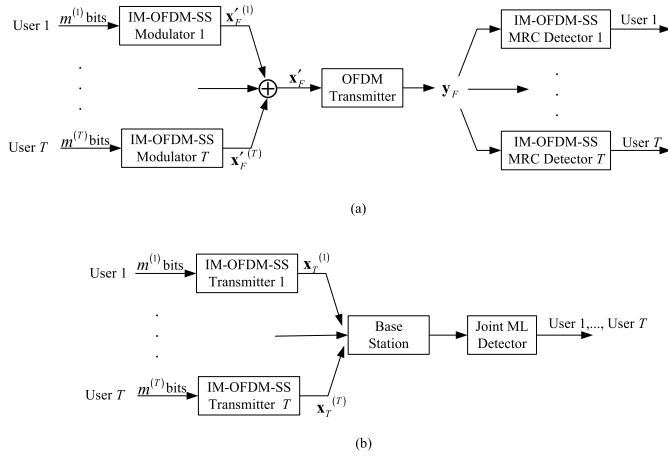 User 1 m^(1) bits IM-OFDM-SS Modulator 1 x′_F^(1)
x′_F OFDM Transmitter y_F
IM-OFDM-SS MRC Detector 1 User 1
User T m^(T) bits IM-OFDM-SS Modulator T x′_F^(T)
IM-OFDM-SS MRC Detector T User T
(a)
User 1 m^(1) bits IM-OFDM-SS Transmitter 1 x_T^(1)
Base Station Joint ML Detector User 1,..., User T
User T m^(T) bits IM-OFDM-SS Transmitter T x_T^(T)
(b)